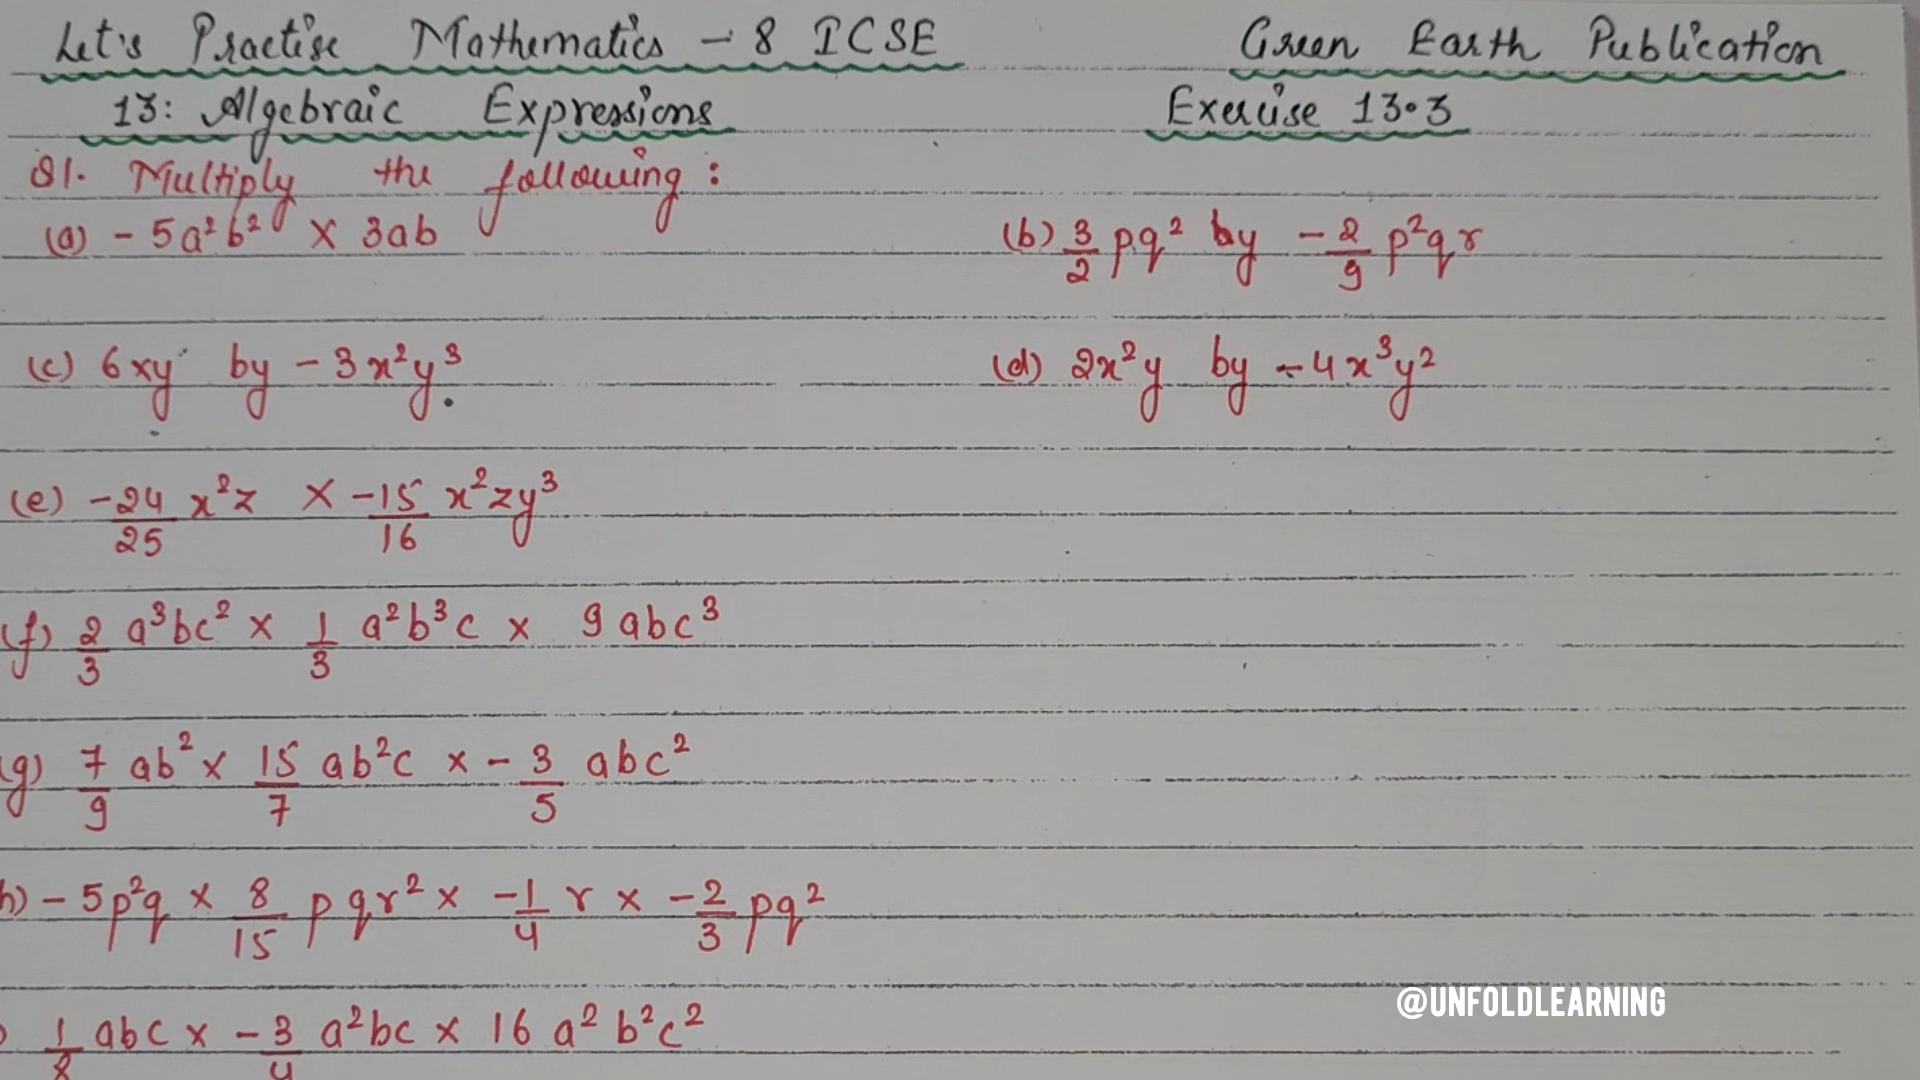 Let's Practise Mathematics - 8 ICSE Green Earth Publication
13: Algebraic Expressions Exercise 13.3
Q1. Multiply the following:
(a) - 5a²b² × 3ab (b) 3/2 pq² by - 2/9 p²qr
(c) 6xy by - 3x²y³ (d) 2x²y by - 4x³y²
(e) -24/25 x²z × -15/16 x²zy³
(f) 2/3 a³bc² × 1/3 a²b³c × 9abc³
(g) 7/9 ab² × 15/7 ab²c × - 3/5 abc²
h) - 5p²q × 8/15 pqr² × -1/4 r × -2/3 pq²
1/8 abc × - 3/4 a²bc × 16 a²b²c²
@UNFOLDLEARNING